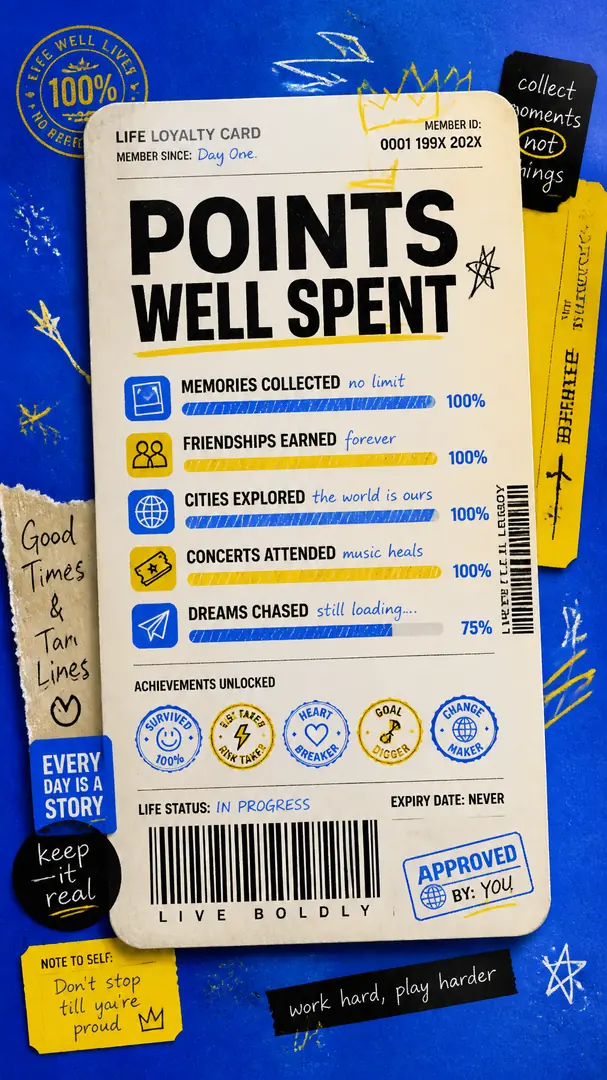 100%
collect
moments
not
LIFE LOYALTY CARD
MEMBER SINCE: Day One.
MEMBER ID:
0001 199X 202X
POINTS
WELL SPENT
MEMORIES COLLECTED no limit
100%
FRIENDSHIPS EARNED forever
100%
CITIES EXPLORED the world is ours
100%
CONCERTS ATTENDED music heals
100%
DREAMS CHASED still loading....
75%
ACHIEVEMENTS UNLOCKED
SURVIVED
100%
RISK TAKER
HEART
BREAKER
GOAL
DIGGER
CHANGE
MAKER
LIFE STATUS: IN PROGRESS
EXPIRY DATE: NEVER
LIVE BOLDLY
APPROVED
BY: YOU
Good
Times
&
Tan
Lines
EVERY
DAY IS A
STORY
keep
it
real
NOTE TO SELF:
Don't stop
till you're
proud
work hard, play harder